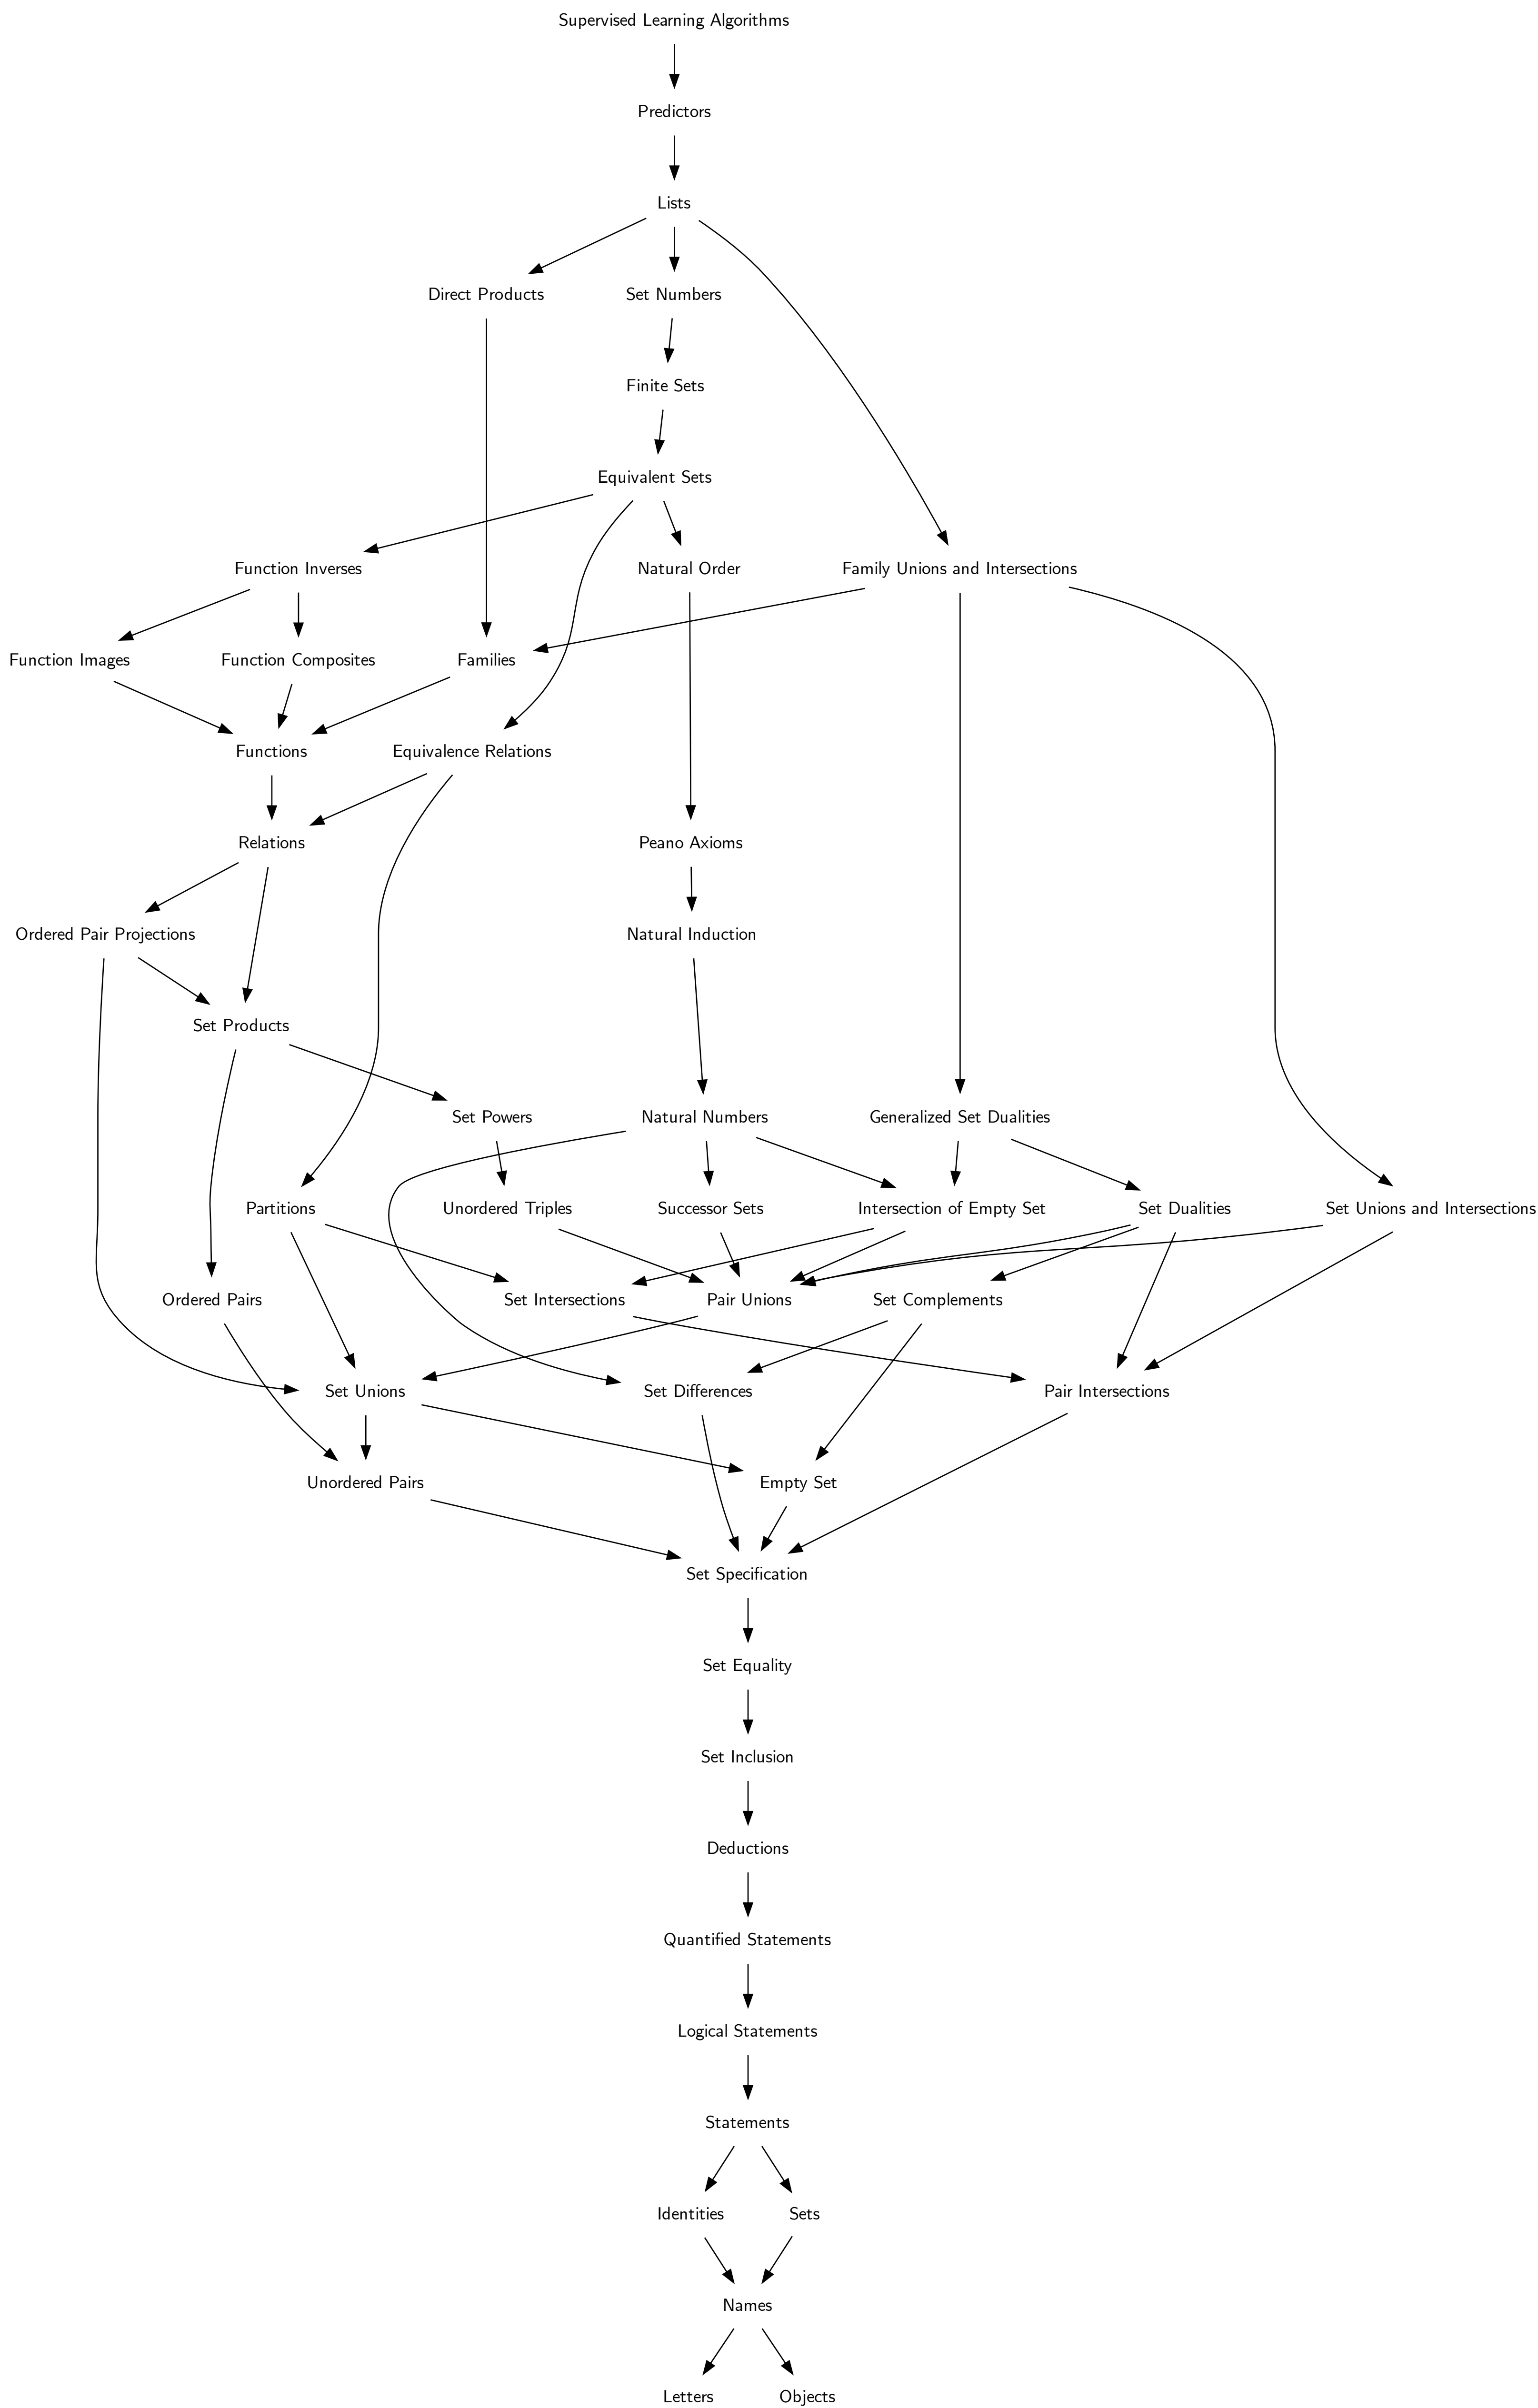 Supervised Learning Algorithms
Predictors
Lists
Direct Products
Set Numbers
Finite Sets
Equivalent Sets
Function Inverses
Natural Order
Family Unions and Intersections
Function Images
Function Composites
Families
Functions
Equivalence Relations
Relations
Peano Axioms
Ordered Pair Projections
Natural Induction
Set Products
Set Powers
Natural Numbers
Generalized Set Dualities
Partitions
Unordered Triples
Successor Sets
Intersection of Empty Set
Set Dualities
Set Unions and Intersections
Ordered Pairs
Set Intersections
Pair Unions
Set Complements
Set Unions
Set Differences
Pair Intersections
Unordered Pairs
Empty Set
Set Specification
Set Equality
Set Inclusion
Deductions
Quantified Statements
Logical Statements
Statements
Identities
Sets
Names
Letters
Objects